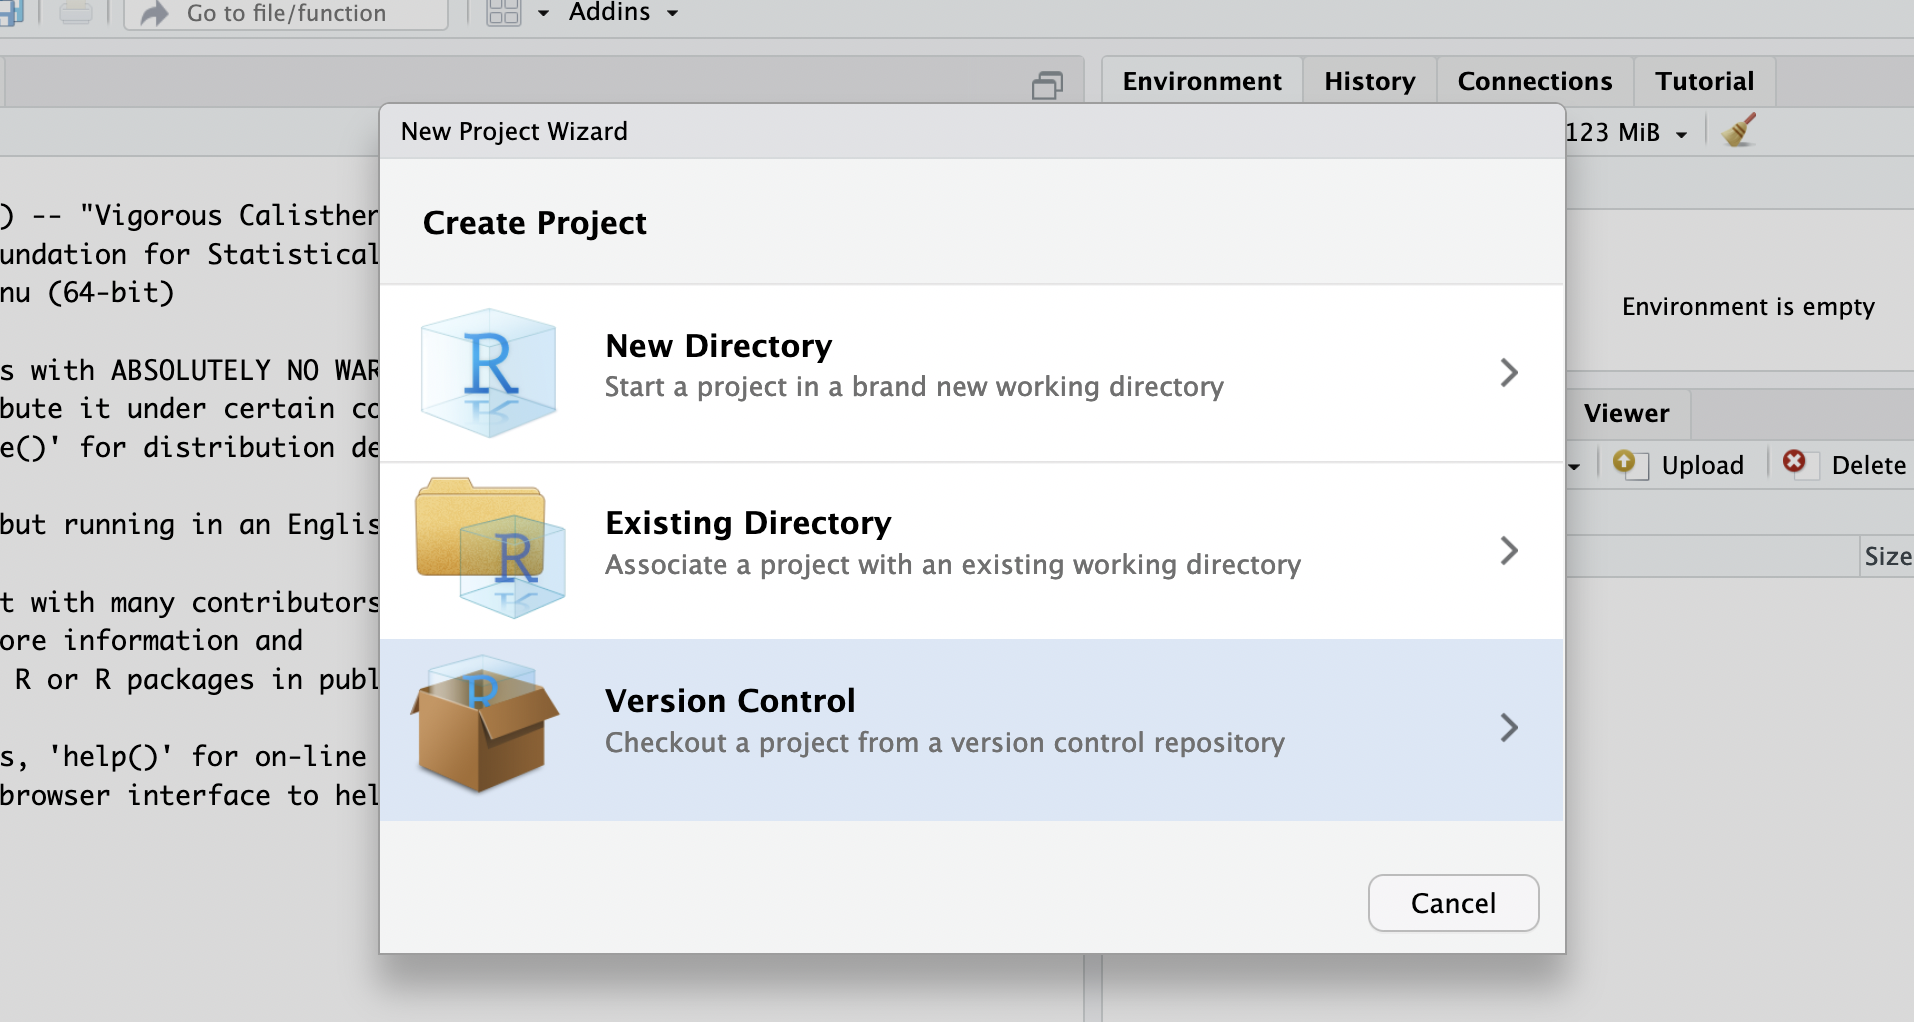 Go to file/function
Addins
Environment
History
Connections
Tutorial
New Project Wizard
123 MiB
Create Project
) -- "Vigorous Calisthen
undation for Statistical
nu (64-bit)
s with ABSOLUTELY NO WAR
bute it under certain co
e()' for distribution de
but running in an Englis
t with many contributors
ore information and
R or R packages in publ
s, 'help()' for on-line
browser interface to hel
New Directory
Start a project in a brand new working directory
Existing Directory
Associate a project with an existing working directory
Version Control
Checkout a project from a version control repository
Cancel
Environment is empty
Viewer
Upload
Delete
Size